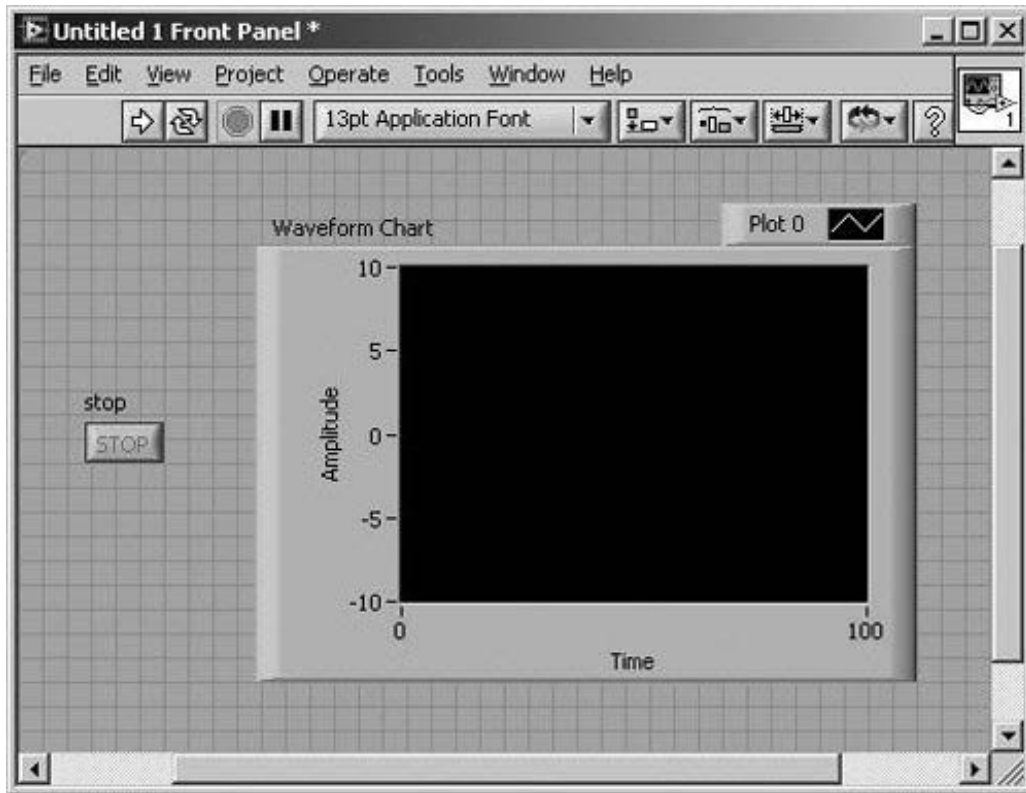 Untitled 1 Front Panel *
File Edit View Project Operate Tools Window Help
13pt Application Font
?
1
Waveform Chart
Plot 0
10
5
0
-5
-10
Amplitude
0
100
Time
stop
STOP